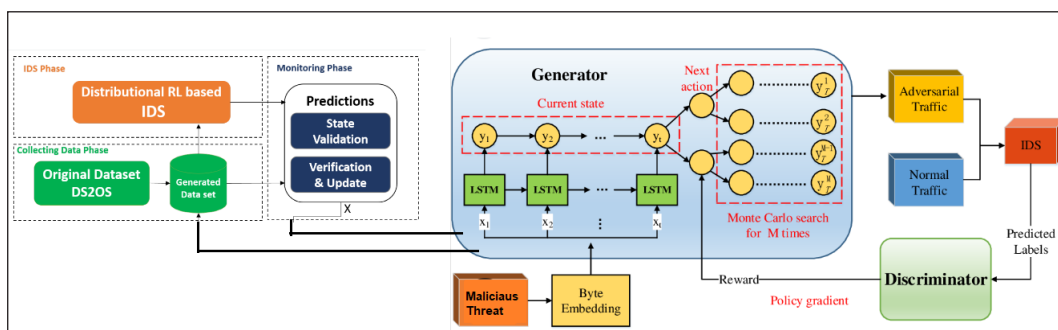 IDS Phase
Distributional RL based
IDS
Collecting Data Phase
Original Dataset
DS2OS
Generated
Data set
Monitoring Phase
Predictions
State
Validation
Verification
& Update
X
Generator
Current state
Next
action
y1
y2
...
yt
LSTM
LSTM
...
LSTM
x1
x2
...
xt
y1T
y2T
yM-1T
yMT
Monte Carlo search
for M times
Maliciaus
Threat
Byte
Embedding
Adversarial
Traffic
Normal
Traffic
IDS
Predicted
Labels
Discriminator
Reward
Policy gradient